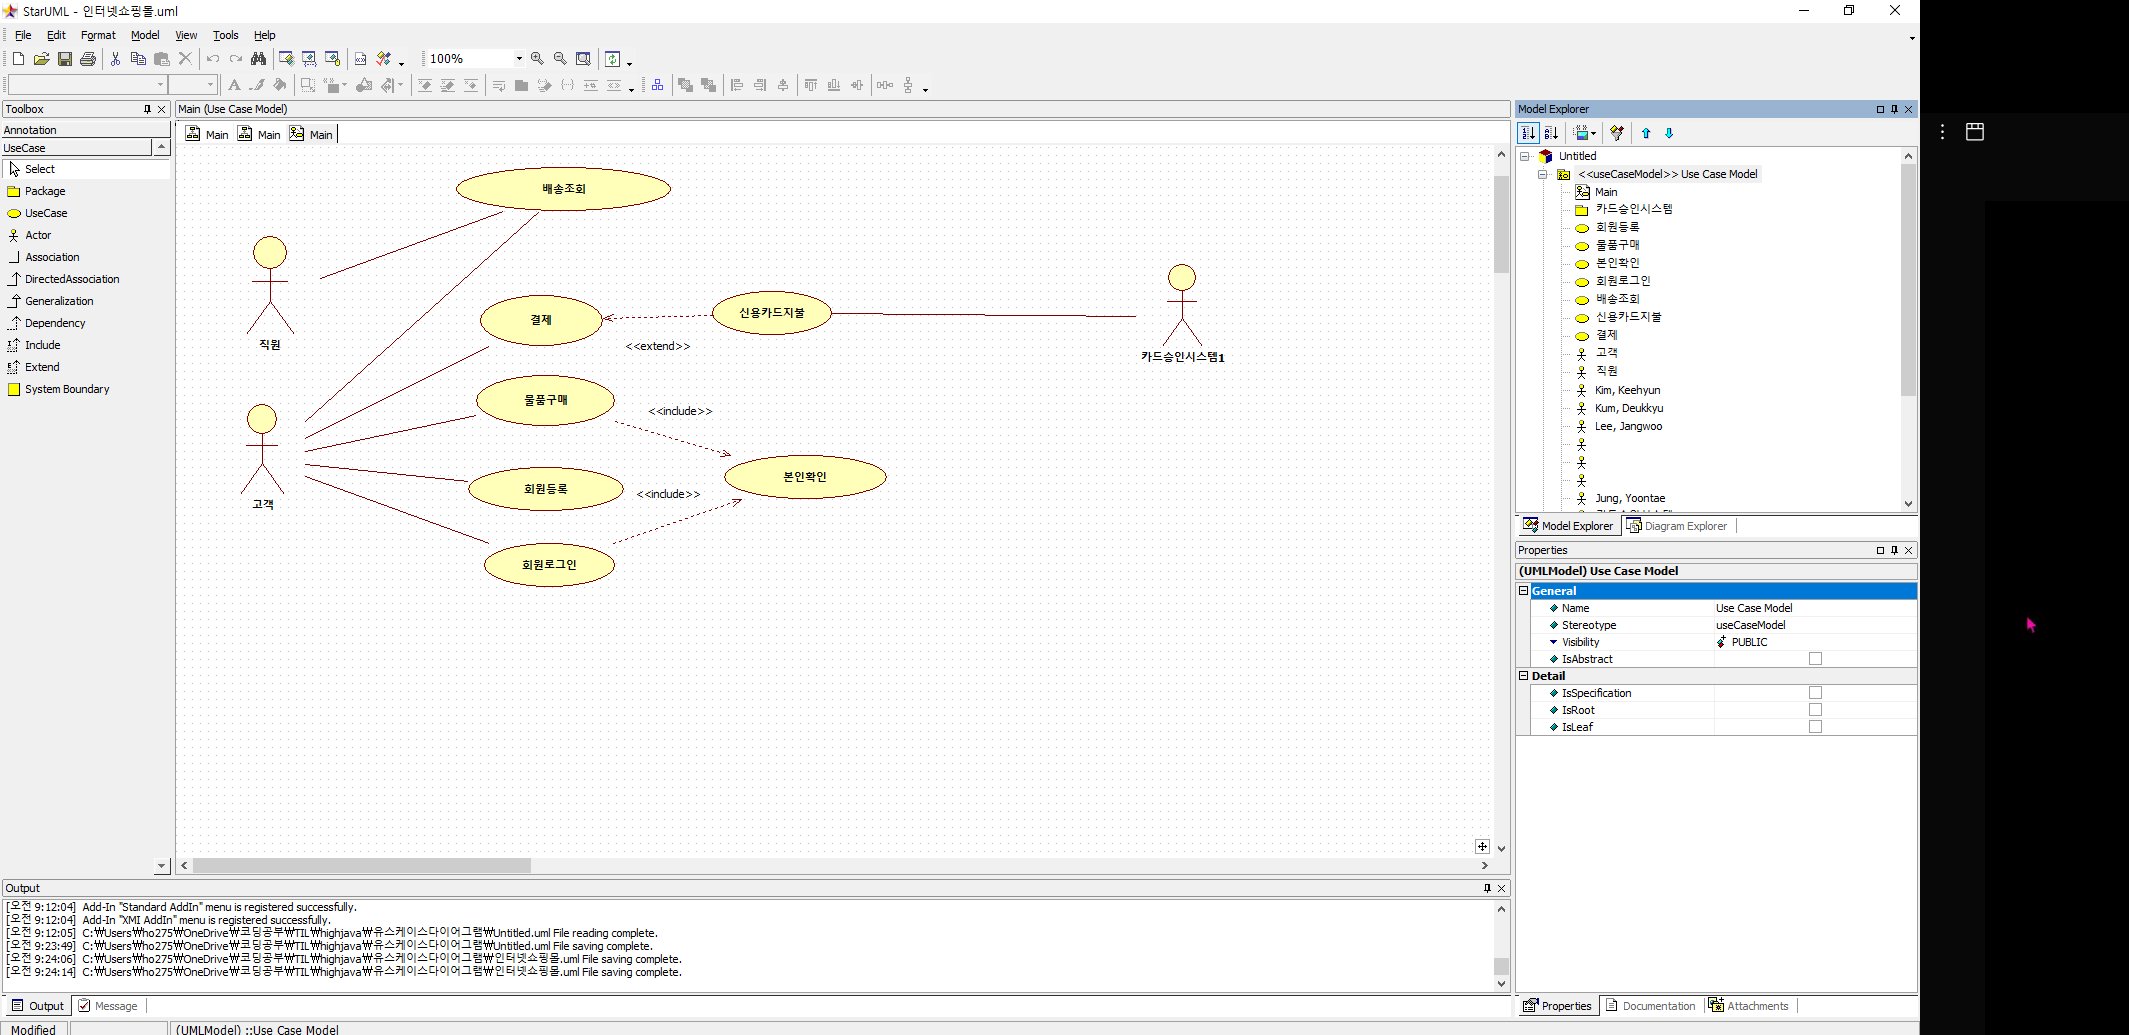 StarUML - 인터넷쇼핑몰.uml
File Edit Format Model View Tools Help
100%
Toolbox
Annotation
UseCase
Select
Package
UseCase
Actor
Association
DirectedAssociation
Generalization
Dependency
Include
Extend
System Boundary
Main (Use Case Model)
Main Main Main
배송조회
직원
결제
신용카드지불
<<extend>>
카드승인시스템1
물품구매
<<include>>
고객
본인확인
회원등록
<<include>>
회원로그인
Model Explorer
Untitled
<<useCaseModel>> Use Case Model
Main
카드승인시스템
회원등록
물품구매
본인확인
회원로그인
배송조회
신용카드지불
결제
고객
직원
Kim, Keehyun
Kum, Deukkyu
Lee, Jangwoo
Jung, Yoontae
Model Explorer Diagram Explorer
Properties
(UMLModel) Use Case Model
General
Name Use Case Model
Stereotype useCaseModel
Visibility PUBLIC
IsAbstract
Detail
IsSpecification
IsRoot
IsLeaf
Output
[오전 9:12:04] Add-In "Standard AddIn" menu is registered successfully.
[오전 9:12:04] Add-In "XMI AddIn" menu is registered successfully.
[오전 9:12:05] C:₩Users₩ho275₩OneDrive₩코딩공부₩TIL₩highjava₩유스케이스다이어그램₩Untitled.uml File reading complete.
[오전 9:23:49] C:₩Users₩ho275₩OneDrive₩코딩공부₩TIL₩highjava₩유스케이스다이어그램₩Untitled.uml File saving complete.
[오전 9:24:06] C:₩Users₩ho275₩OneDrive₩코딩공부₩TIL₩highjava₩유스케이스다이어그램₩인터넷쇼핑몰.uml File saving complete.
[오전 9:24:14] C:₩Users₩ho275₩OneDrive₩코딩공부₩TIL₩highjava₩유스케이스다이어그램₩인터넷쇼핑몰.uml File saving complete.
Output Message
Properties Documentation Attachments
Modified (UMLModel) ::Use Case Model